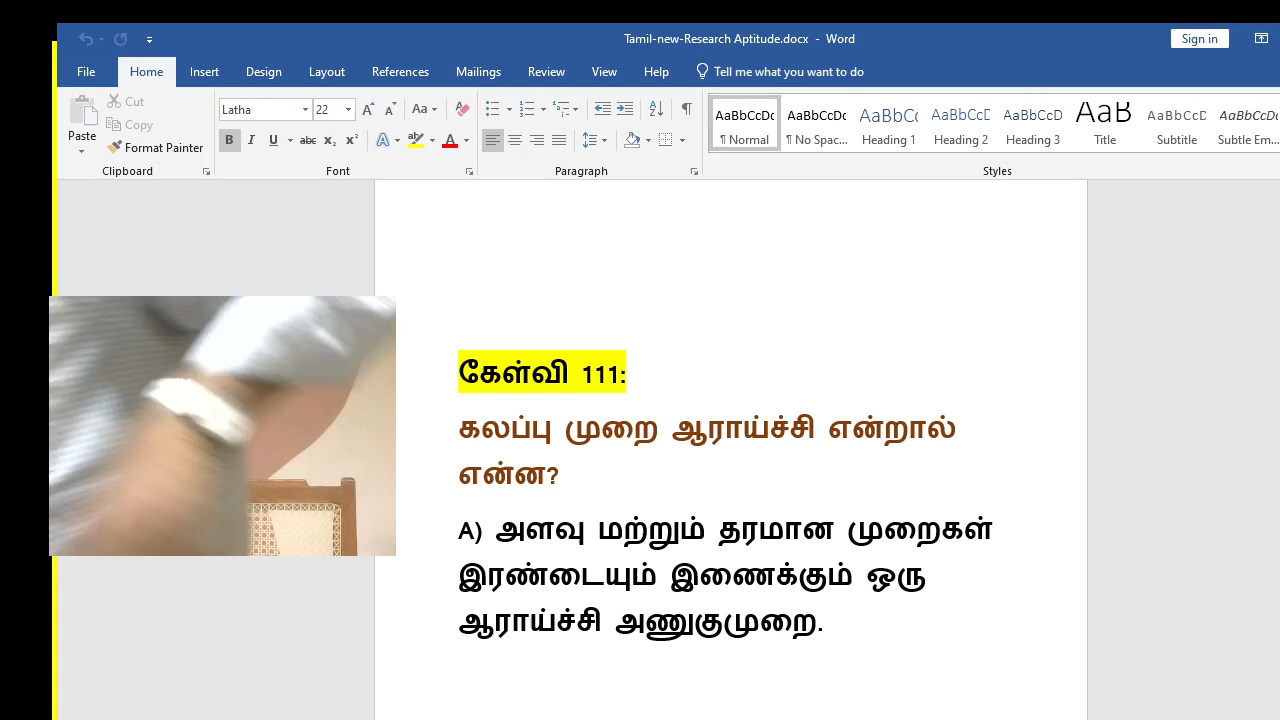 Tamil-new-Research Aptitude.docx - Word
Sign in
File Home Insert Design Layout References Mailings Review View Help Tell me what you want to do
Paste
Cut
Copy
Format Painter
Clipboard
Latha 22
Font
Paragraph
AaBbCcDc AaBbCcDc AaBbCc AaBbCcD AaBbCcD AaB AaBbCcD AaBbCcDc
¶ Normal ¶ No Spac... Heading 1 Heading 2 Heading 3 Title Subtitle Subtle Em...
Styles
கேள்வி 111:
கலப்பு முறை ஆராய்ச்சி என்றால்
என்ன?
A) அளவு மற்றும் தரமான முறைகள்
இரண்டையும் இணைக்கும் ஒரு
ஆராய்ச்சி அணுகுமுறை.